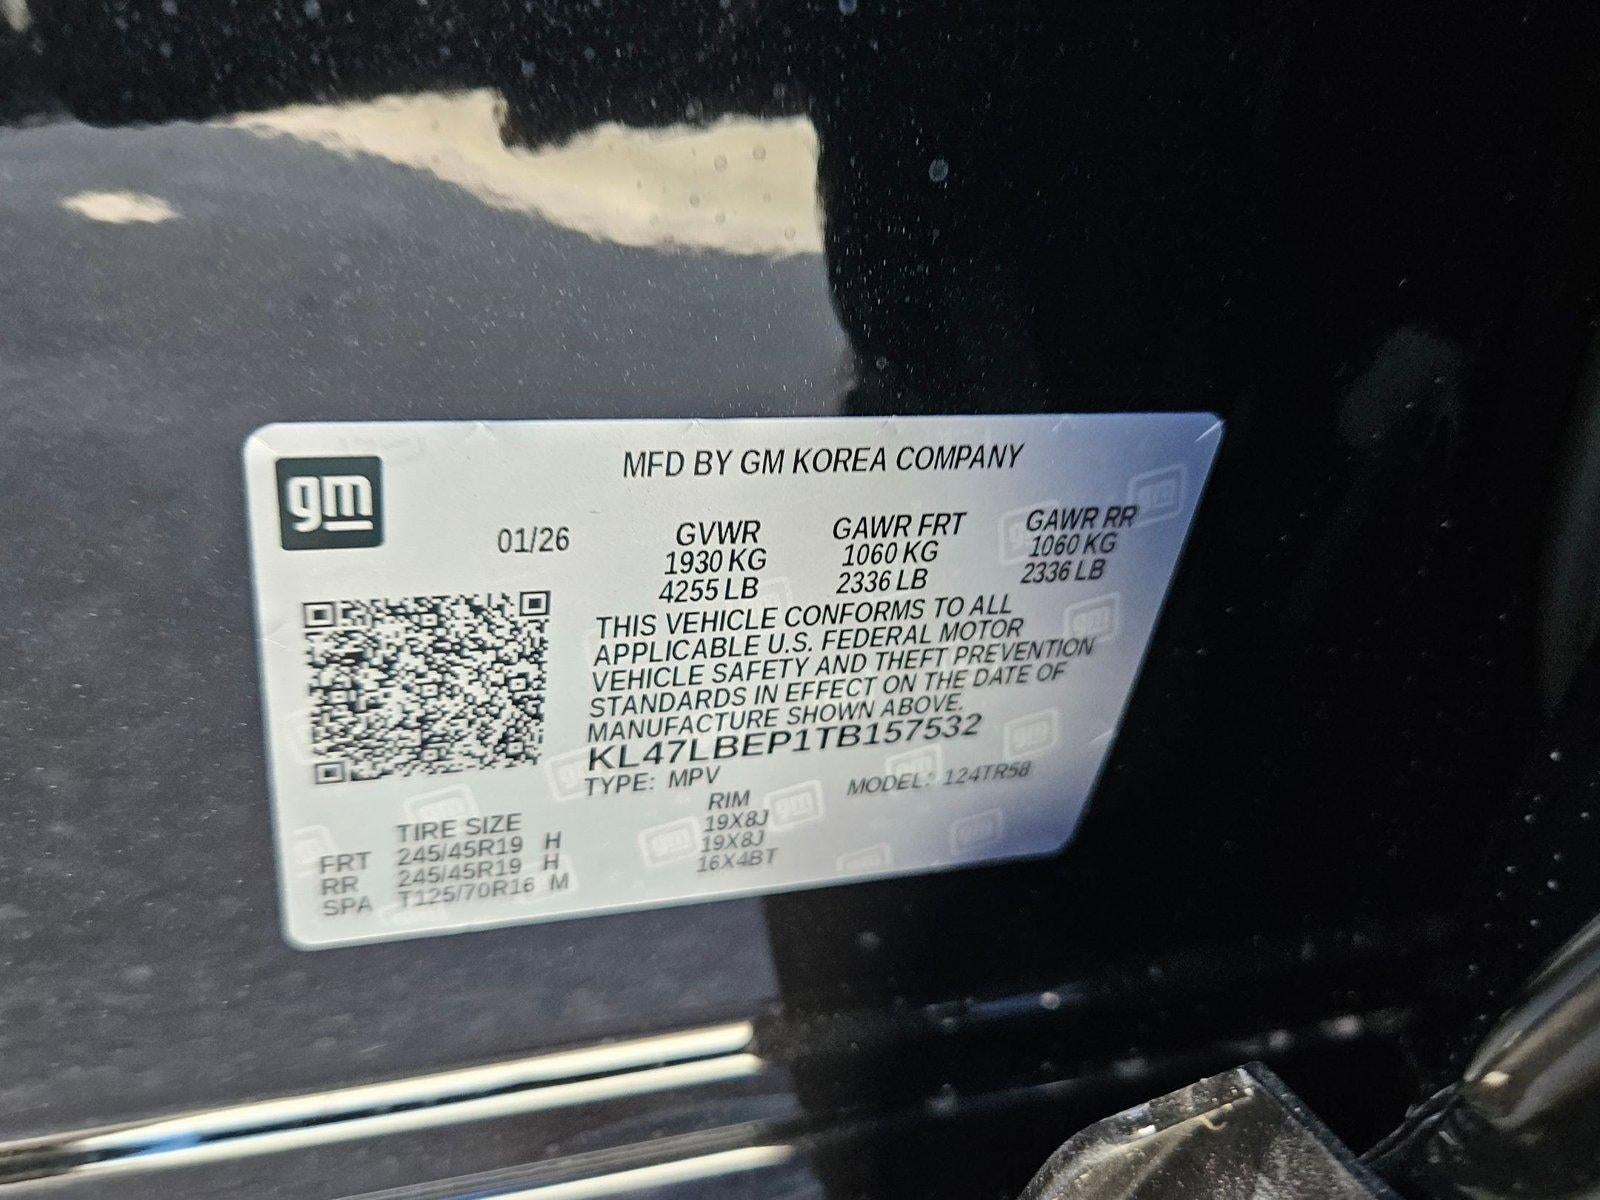 MFD BY GM KOREA COMPANY
gm
01/26
GVWR GAWR FRT GAWR RR
1930 KG 1060 KG 1060 KG
4255 LB 2336 LB 2336 LB
THIS VEHICLE CONFORMS TO ALL
APPLICABLE U.S. FEDERAL MOTOR
VEHICLE SAFETY AND THEFT PREVENTION
STANDARDS IN EFFECT ON THE DATE OF
MANUFACTURE SHOWN ABOVE.
KL47LBEP1TB157532
TYPE: MPV MODEL: 124TR58
TIRE SIZE RIM
FRT 245/45R19 H 19X8J
RR 245/45R19 H 19X8J
SPA T125/70R16 M 16X4BT